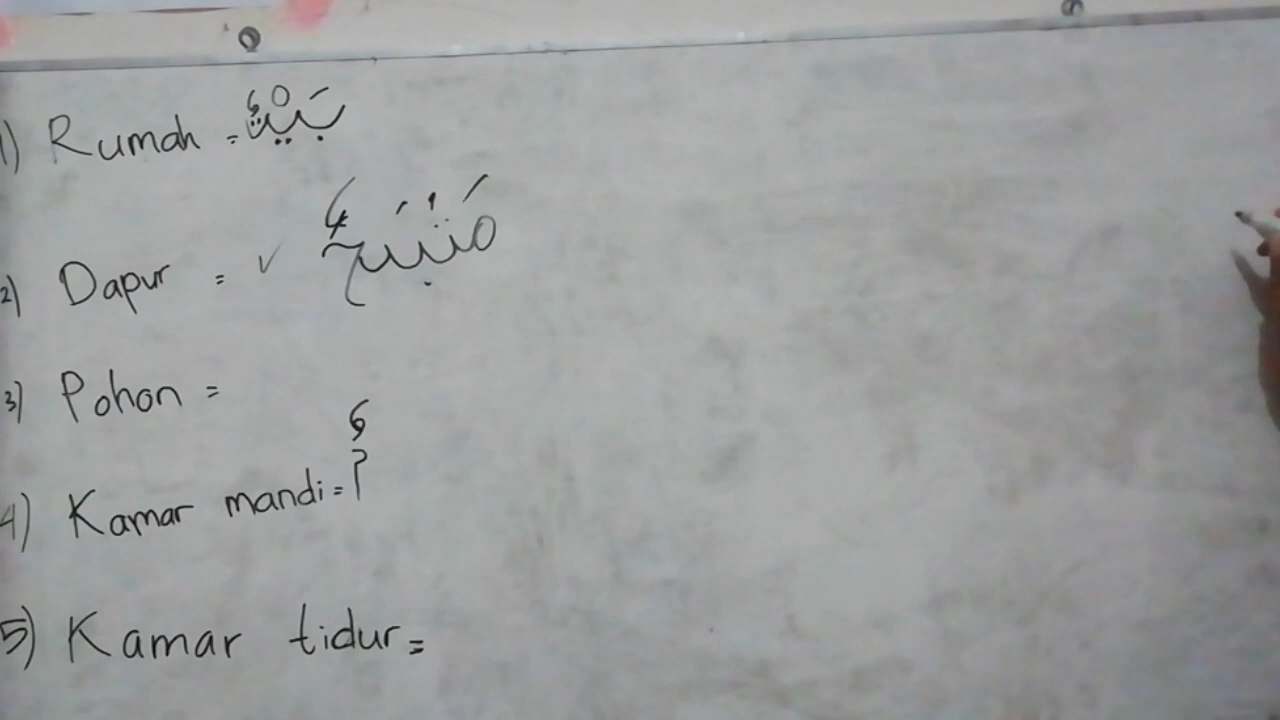 1) Rumah = بَيْتٌ
2) Dapur = ✓ مَتَبَحٌ
3) Pohon =
4) Kamar mandi = ?
5) Kamar tidur =